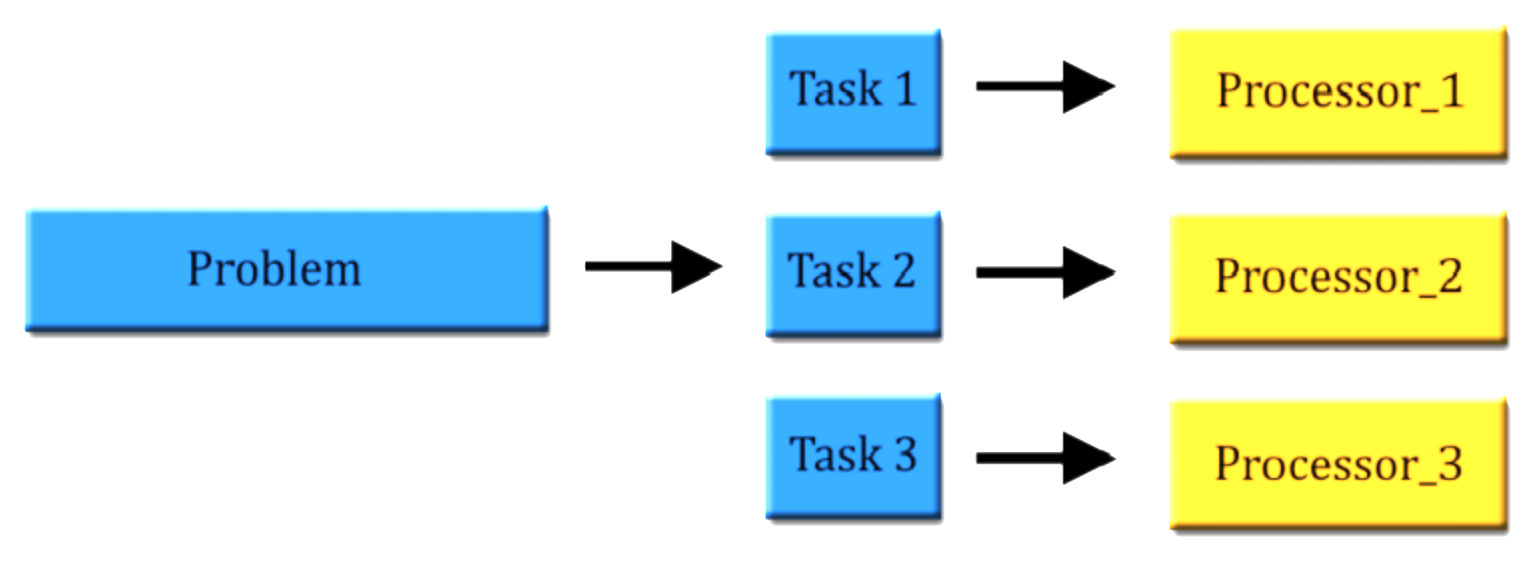 Problem
Task 1
Processor_1
Task 2
Processor_2
Task 3
Processor_3